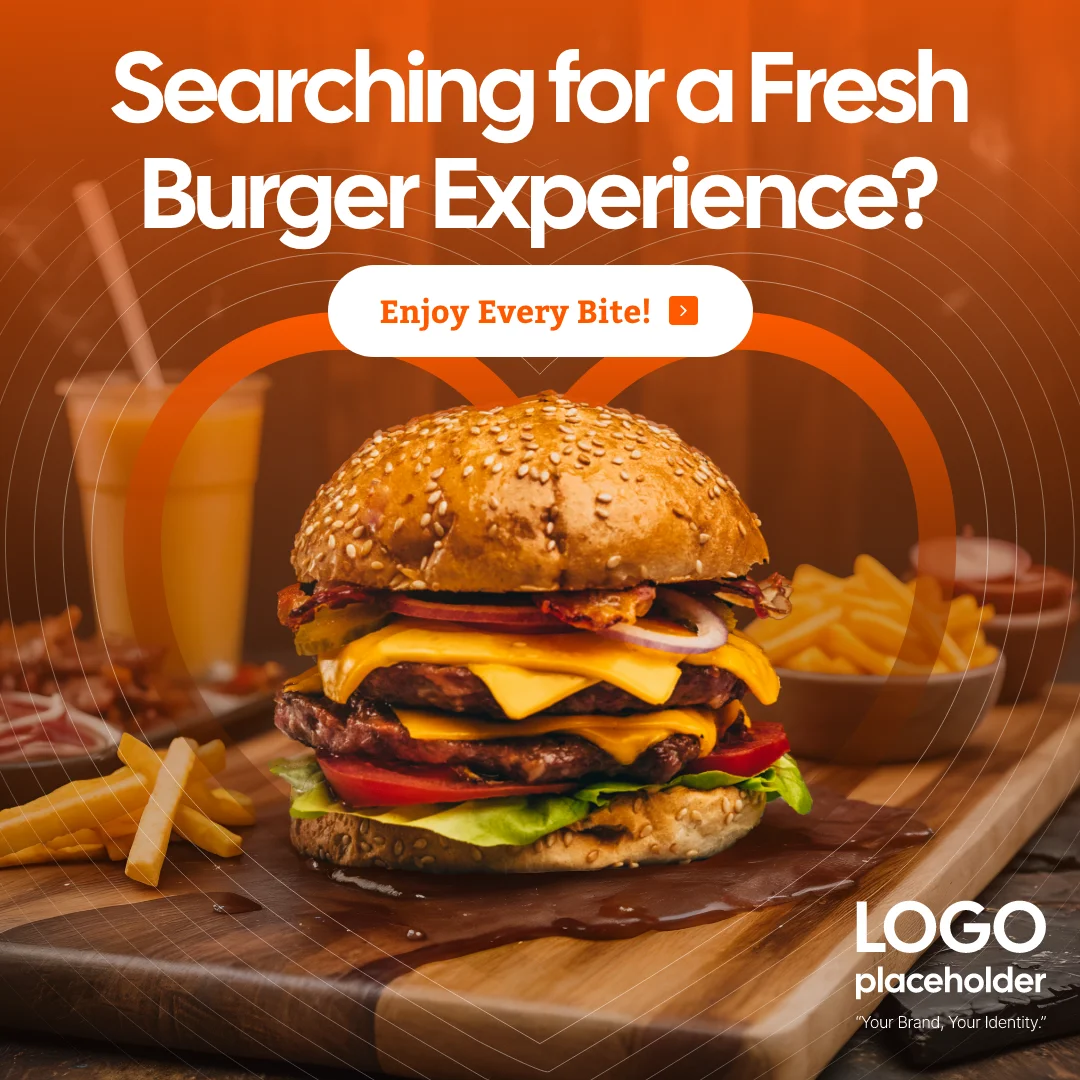 Searching for a Fresh
Burger Experience?
Enjoy Every Bite!
LOGO
placeholder
“Your Brand, Your Identity.”